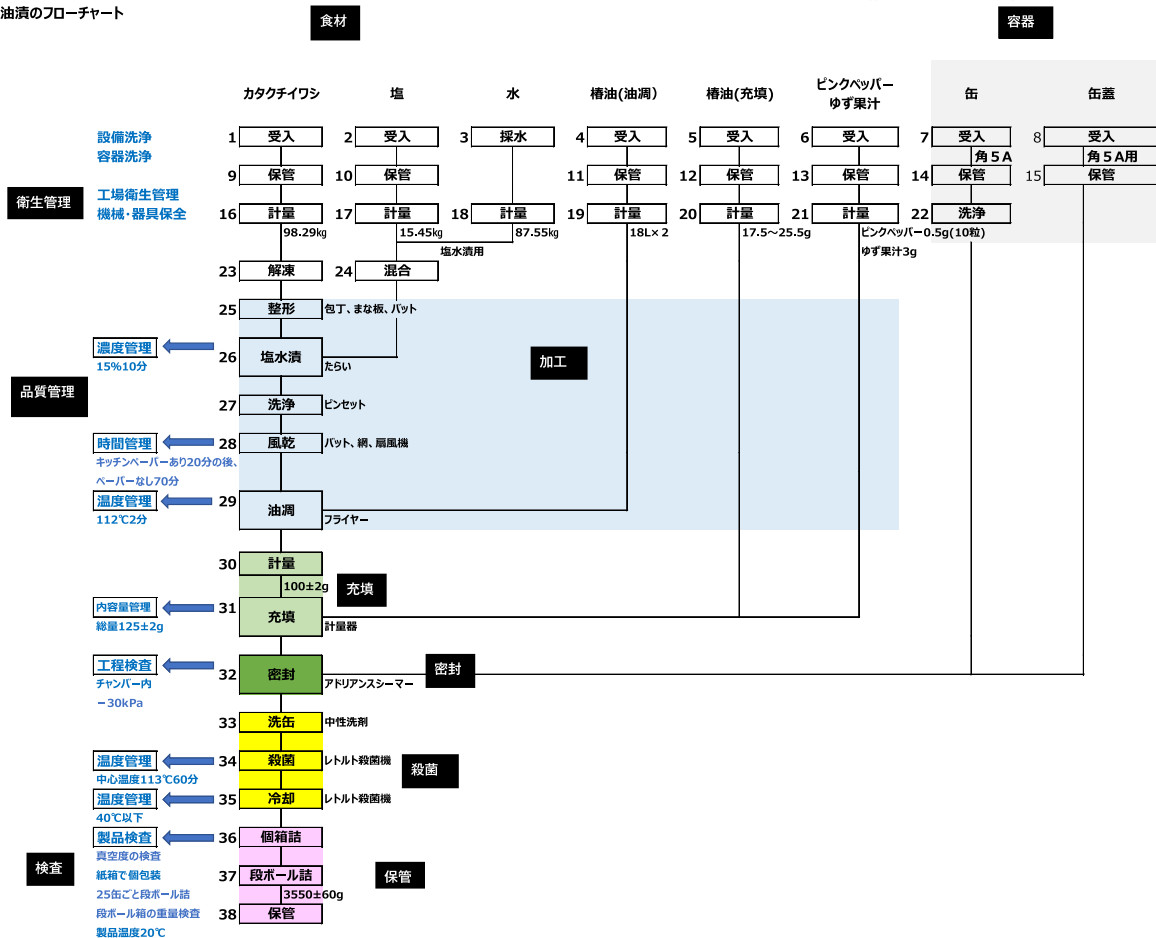 油漬のフローチャート
食材
容器
カタクチイワシ
塩
水
椿油(油凋)
椿油(充填)
ピンクペッパー
ゆず果汁
缶
缶蓋
設備洗浄
容器洗浄
1 受入
2 受入
3 採水
4 受入
5 受入
6 受入
7 受入
8 受入
角5A
角5A用
9 保管
10 保管
11 保管
12 保管
13 保管
14 保管
15 保管
衛生管理
工場衛生管理
機械・器具保全
16 計量
17 計量
18 計量
19 計量
20 計量
21 計量
22 洗浄
98.29kg
15.45kg
87.55kg
18L×2
17.5～25.5g
ピンクペッパー0.5g(10粒)
ゆず果汁3g
塩水漬用
23 解凍
24 混合
25 整形
包丁、まな板、バット
濃度管理
15%10分
26 塩水漬
たらい
加工
品質管理
27 洗浄
ピンセット
時間管理
28 風乾
バット、網、扇風機
キッチンペーパーあり20分の後、
ペーパーなし70分
温度管理
112℃2分
29 油凋
フライヤー
30 計量
100±2g
充填
内容量管理
総量125±2g
31 充填
計量器
工程検査
チャンバー内
－30kPa
32 密封
アドリアンスシーマー
密封
33 洗缶
中性洗剤
温度管理
中心温度113℃60分
34 殺菌
レトルト殺菌機
殺菌
温度管理
40℃以下
35 冷却
レトルト殺菌機
製品検査
真空度の検査
36 個箱詰
検査
紙箱で個包装
37 段ボール詰
保管
25缶ごと段ボール詰
3550±60g
段ボール箱の重量検査
38 保管
製品温度20℃